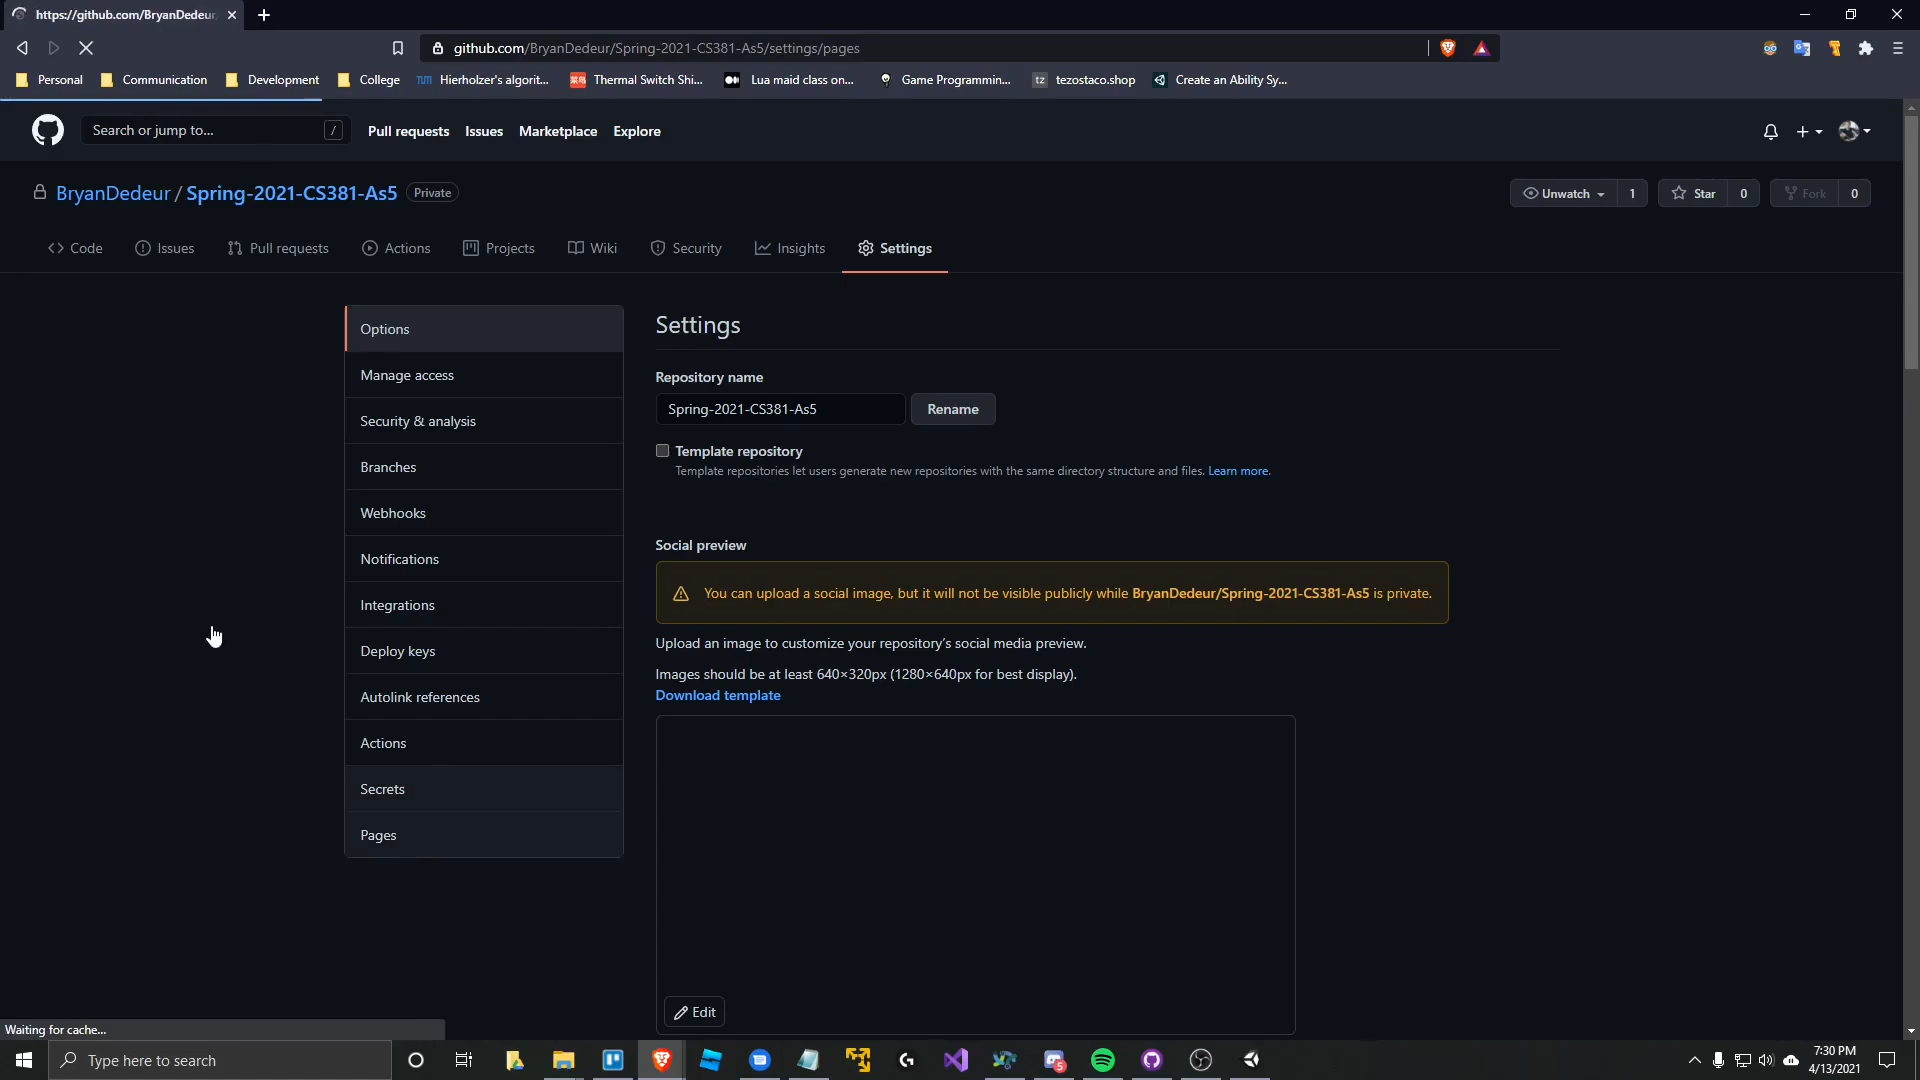 https://github.com/BryanDedeur
github.com/BryanDedeur/Spring-2021-CS381-As5/settings/pages
Personal
Communication
Development
College
TUM Hierholzer's algorit...
Thermal Switch Shi...
Lua maid class on...
Game Programmin...
tz tezostaco.shop
Create an Ability Sy...
Search or jump to... /
Pull requests
Issues
Marketplace
Explore
BryanDedeur / Spring-2021-CS381-As5 Private
Unwatch 1
Star 0
Fork 0
Code
Issues
Pull requests
Actions
Projects
Wiki
Security
Insights
Settings
Options
Manage access
Security & analysis
Branches
Webhooks
Notifications
Integrations
Deploy keys
Autolink references
Actions
Secrets
Pages
Settings
Repository name
Spring-2021-CS381-As5 Rename
Template repository
Template repositories let users generate new repositories with the same directory structure and files. Learn more.
Social preview
You can upload a social image, but it will not be visible publicly while BryanDedeur/Spring-2021-CS381-As5 is private.
Upload an image to customize your repository's social media preview.
Images should be at least 640×320px (1280×640px for best display).
Download template
Edit
Waiting for cache...
Type here to search
5
7:30 PM
4/13/2021